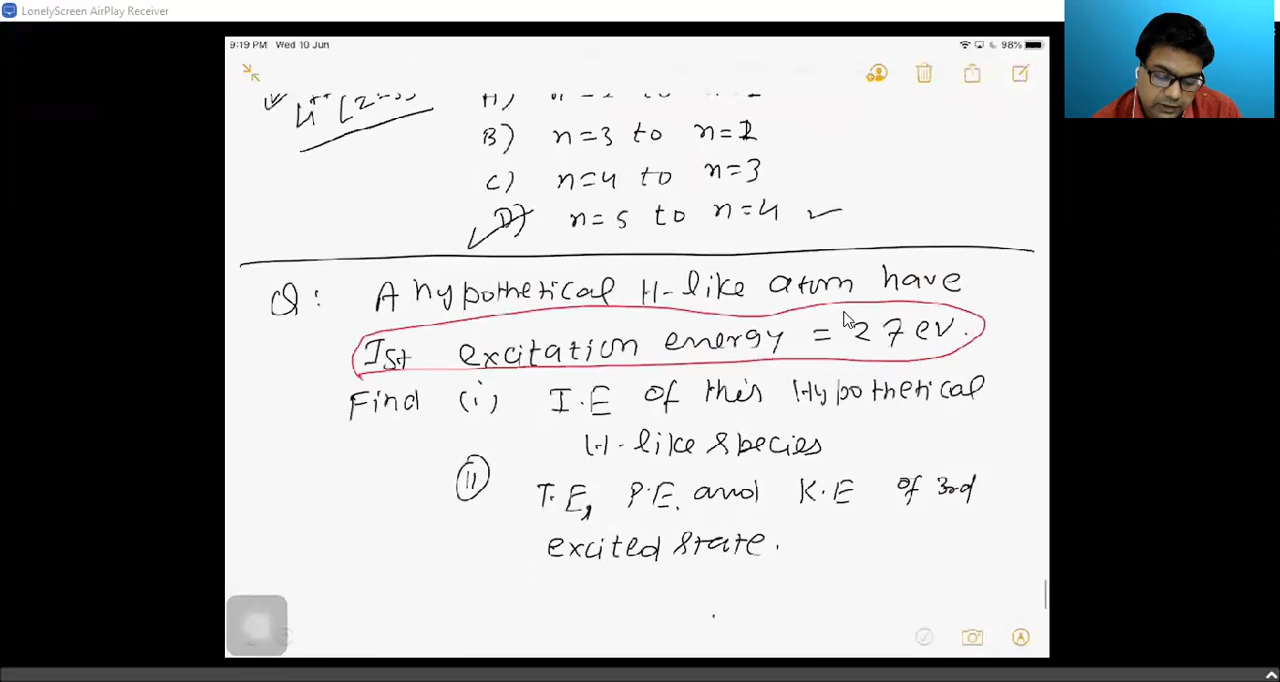 LonelyScreen AirPlay Receiver
9:19 PM Wed 10 Jun
98%
B) n=3 to n=2
C) n=4 to n=3
D) n=5 to n=4
Q: A hypothetical H-like atom have
Ist excitation energy = 27 ev.
Find (i) I.E of this Hypothetical
H-like species
(II) T.E, P.E. and K.E of 3rd
excited state.